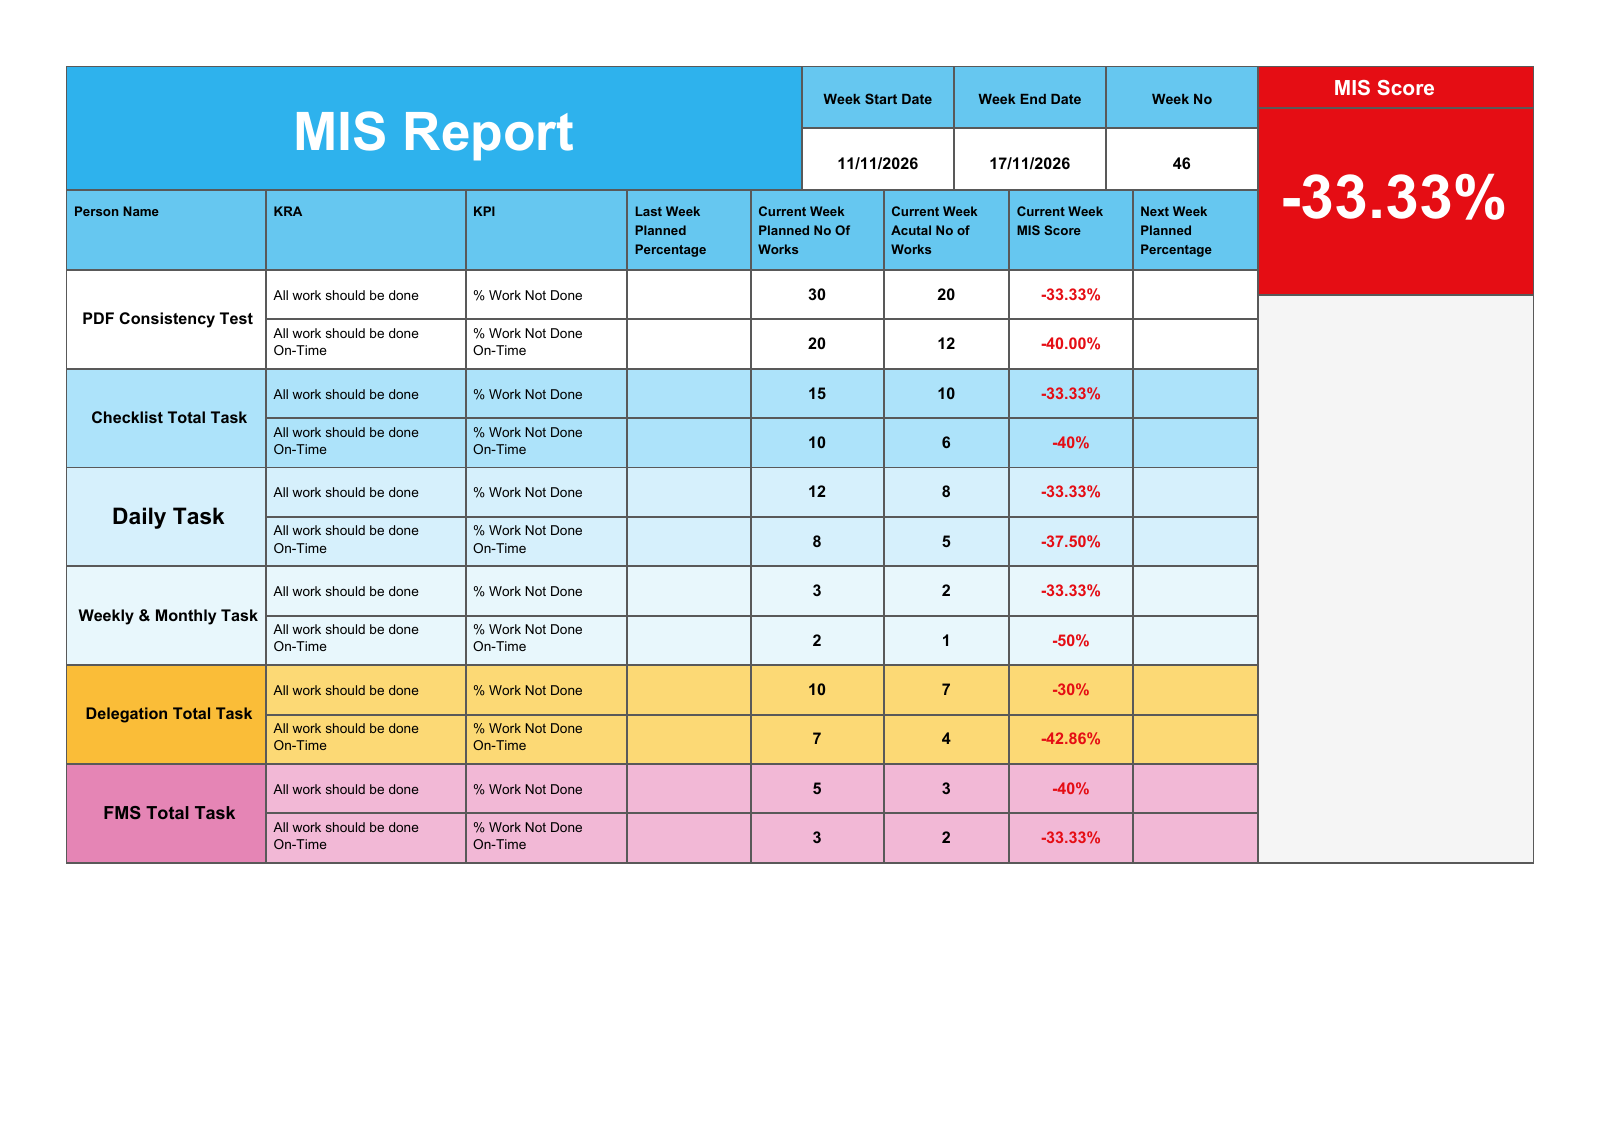 MIS Report
Week Start Date
Week End Date
Week No
MIS Score
11/11/2026
17/11/2026
46
-33.33%
Person Name
KRA
KPI
Last Week
Planned
Percentage
Current Week
Planned No Of
Works
Current Week
Acutal No of
Works
Current Week
MIS Score
Next Week
Planned
Percentage
PDF Consistency Test
All work should be done
% Work Not Done
30
20
-33.33%
All work should be done
On-Time
% Work Not Done
On-Time
20
12
-40.00%
Checklist Total Task
All work should be done
% Work Not Done
15
10
-33.33%
All work should be done
On-Time
% Work Not Done
On-Time
10
6
-40%
Daily Task
All work should be done
% Work Not Done
12
8
-33.33%
All work should be done
On-Time
% Work Not Done
On-Time
8
5
-37.50%
Weekly & Monthly Task
All work should be done
% Work Not Done
3
2
-33.33%
All work should be done
On-Time
% Work Not Done
On-Time
2
1
-50%
Delegation Total Task
All work should be done
% Work Not Done
10
7
-30%
All work should be done
On-Time
% Work Not Done
On-Time
7
4
-42.86%
FMS Total Task
All work should be done
% Work Not Done
5
3
-40%
All work should be done
On-Time
% Work Not Done
On-Time
3
2
-33.33%